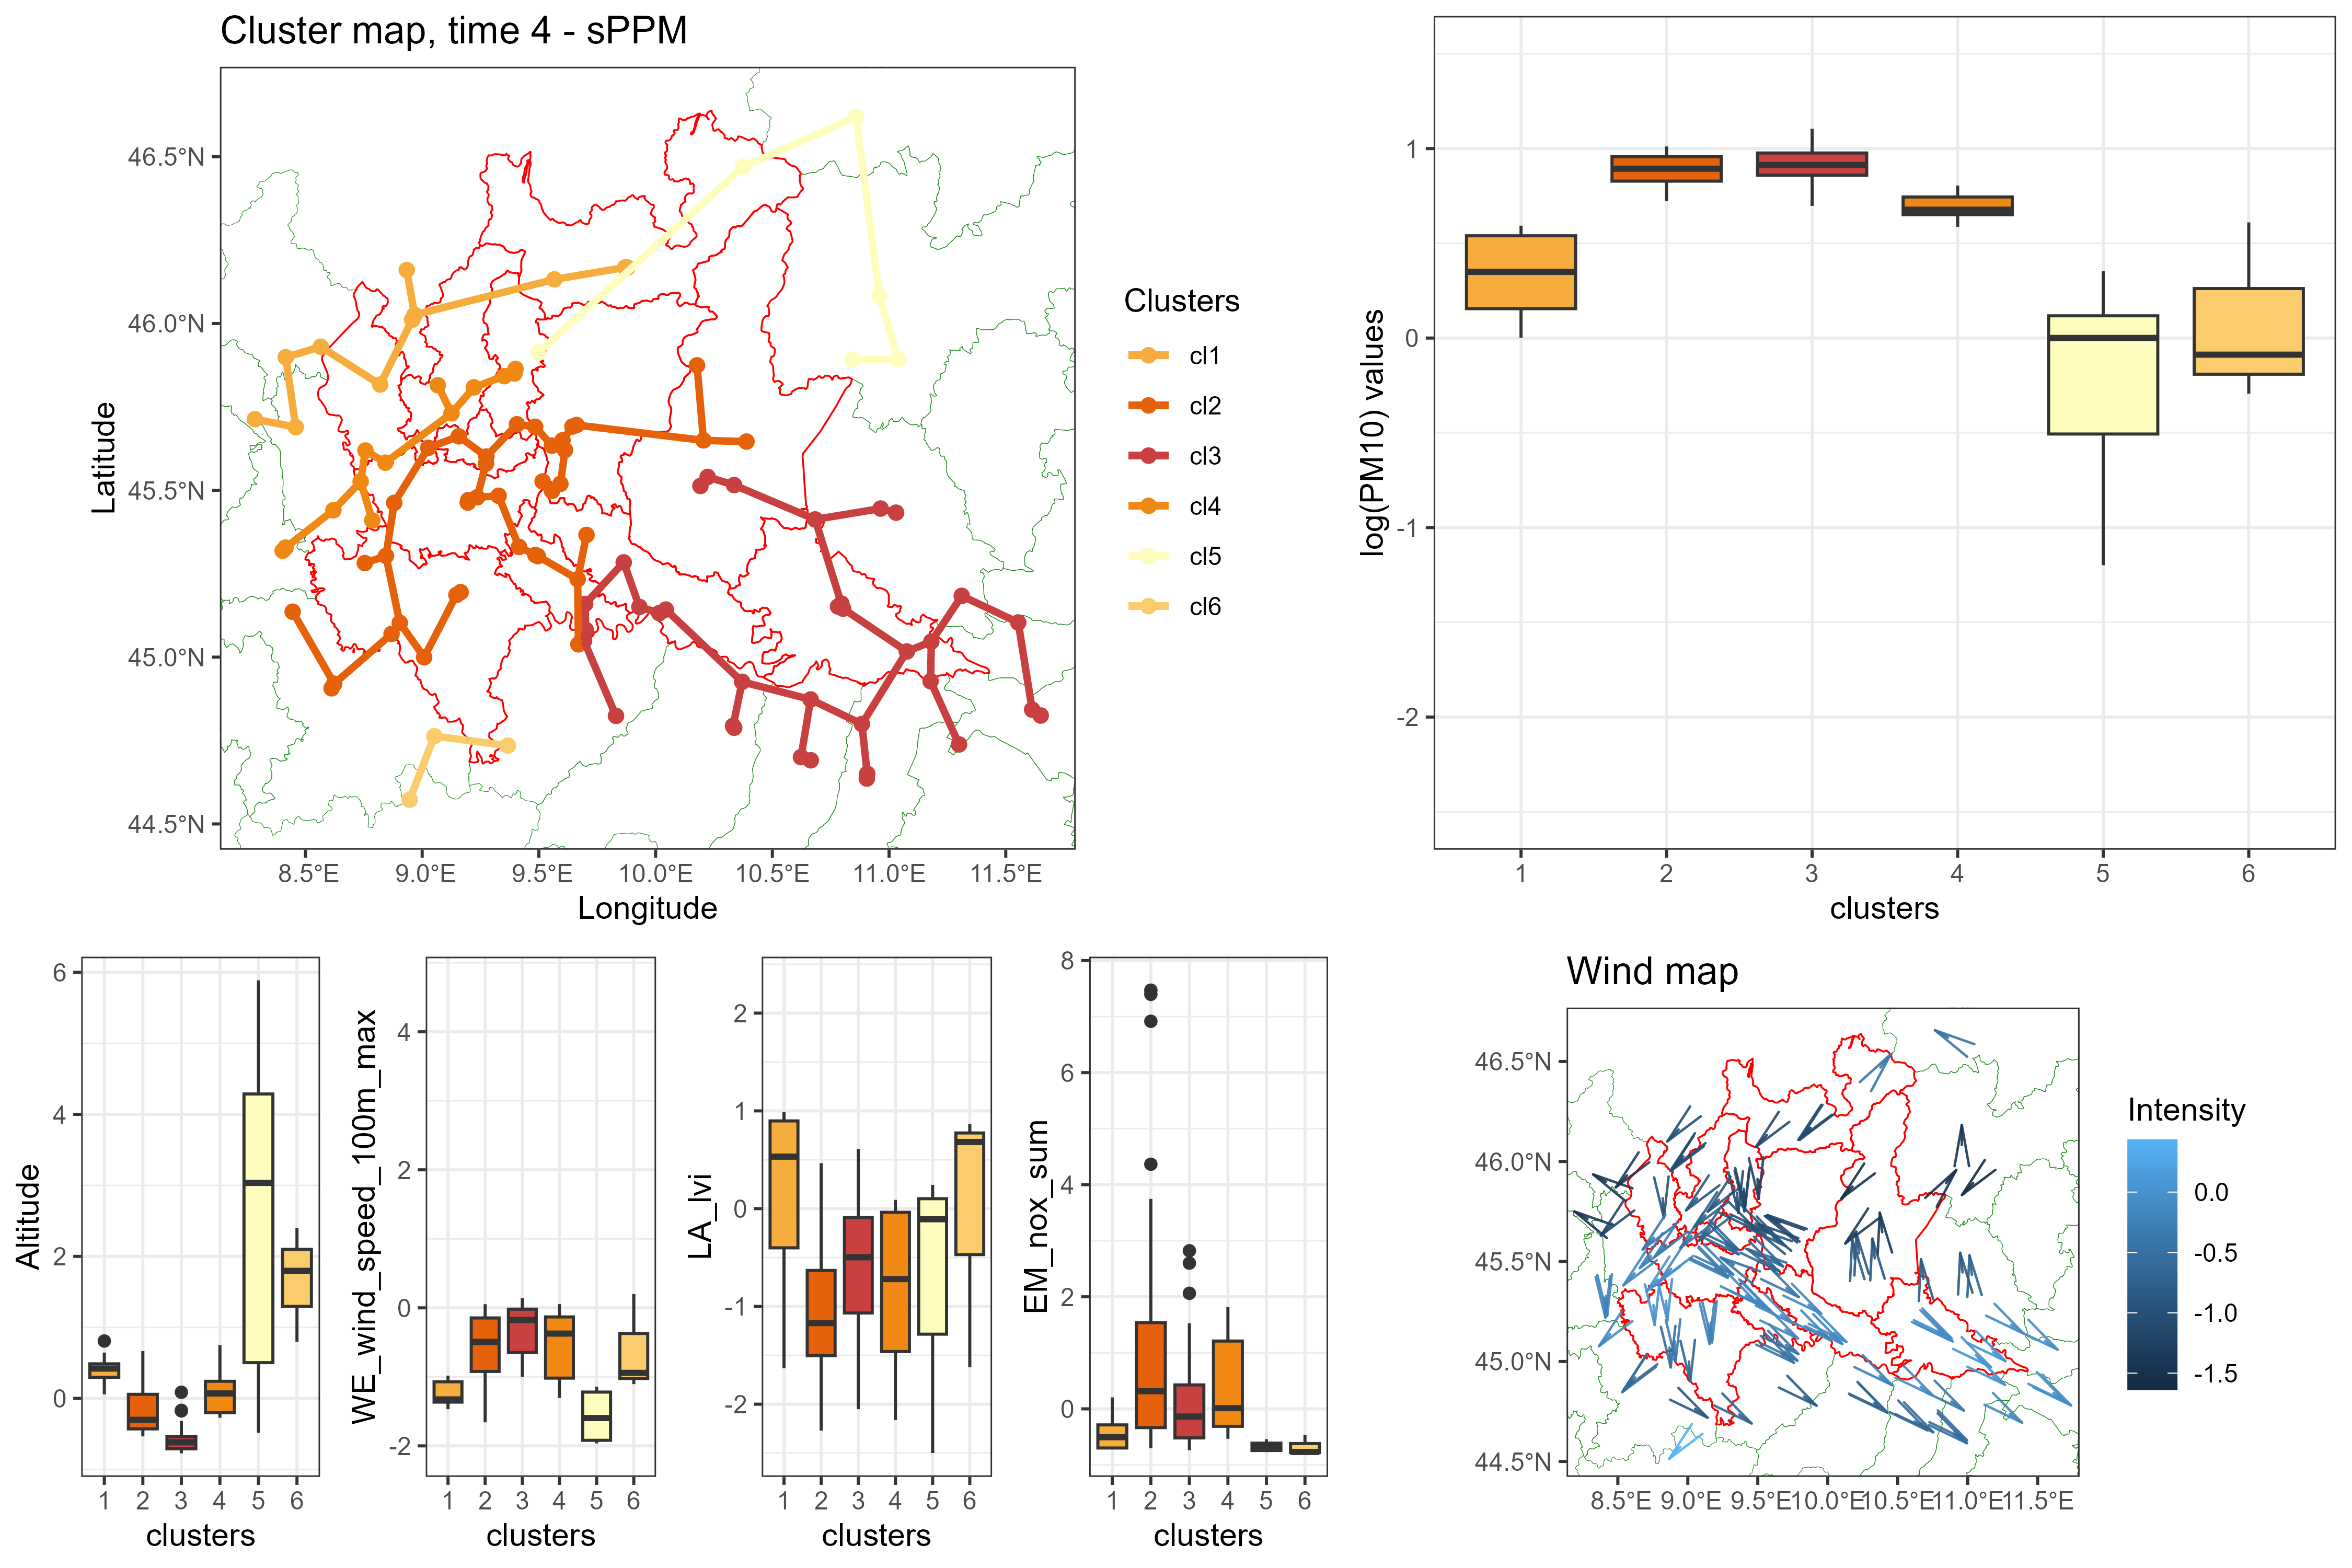 Cluster map, time 4 - sPPM
46.5°N
46.0°N
45.5°N
45.0°N
44.5°N
Latitude
8.5°E 9.0°E 9.5°E 10.0°E 10.5°E 11.0°E 11.5°E
Longitude
Clusters
cl1
cl2
cl3
cl4
cl5
cl6
log(PM10) values
1
0
-1
-2
1 2 3 4 5 6
clusters
Altitude
6
4
2
0
1 2 3 4 5 6
clusters
WE_wind_speed_100m_max
4
2
0
-2
1 2 3 4 5 6
clusters
LA_lvi
2
1
0
-1
-2
1 2 3 4 5 6
clusters
EM_nox_sum
8
6
4
2
0
1 2 3 4 5 6
clusters
Wind map
46.5°N
46.0°N
45.5°N
45.0°N
44.5°N
8.5°E 9.0°E 9.5°E 10.0°E 10.5°E 11.0°E 11.5°E
Intensity
0.0
-0.5
-1.0
-1.5